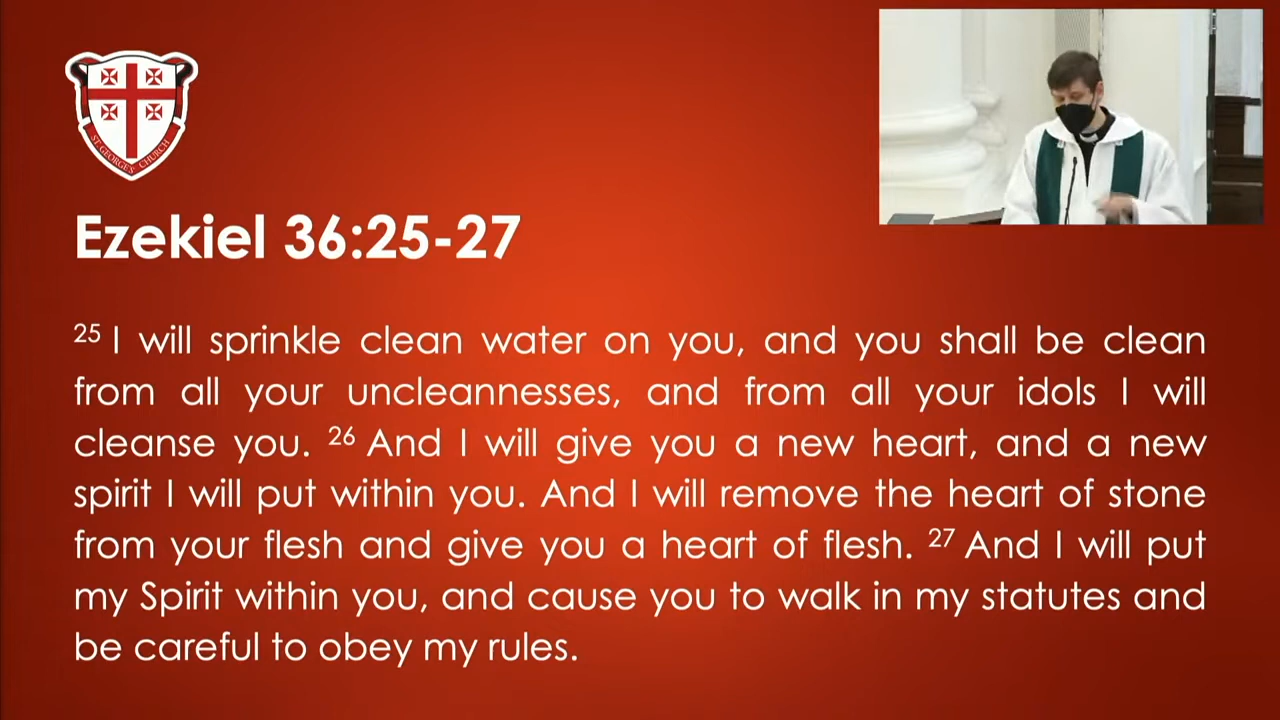 ST GEORGES' CHURCH
Ezekiel 36:25-27
25 I will sprinkle clean water on you, and you shall be clean
from all your uncleannesses, and from all your idols I will
cleanse you. 26 And I will give you a new heart, and a new
spirit I will put within you. And I will remove the heart of stone
from your flesh and give you a heart of flesh. 27 And I will put
my Spirit within you, and cause you to walk in my statutes and
be careful to obey my rules.